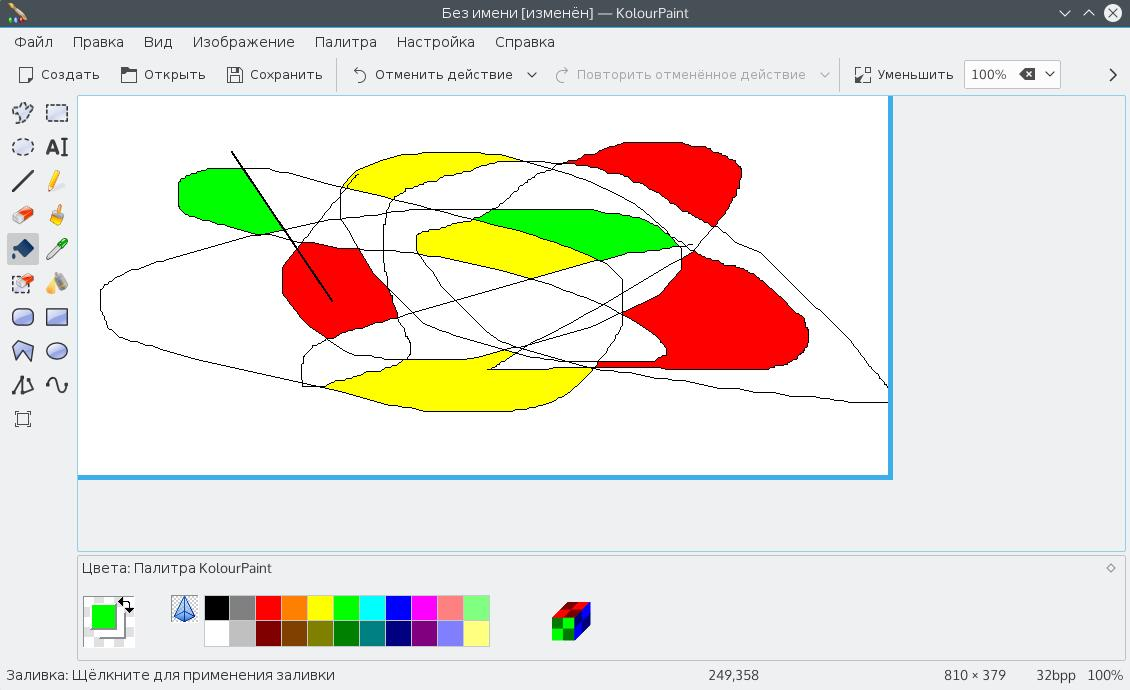 Без имени [изменён] — KolourPaint
Файл Правка Вид Изображение Палитра Настройка Справка
Создать Открыть Сохранить Отменить действие Повторить отменённое действие Уменьшить 100%
AI
Цвета: Палитра KolourPaint
Заливка: Щёлкните для применения заливки 249,358 810 × 379 32bpp 100%